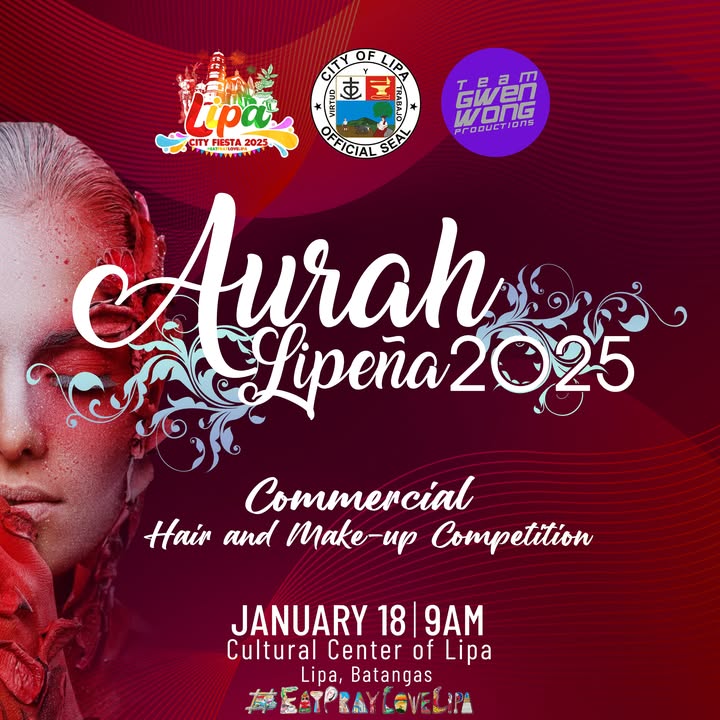 Lipa
CITY FIESTA 2025
#EATPRAYLOVELIPA
CITY OF LIPA
VIRTUD Y TRABAJO
OFFICIAL SEAL
TEAM
GWEN
WONG
PRODUCTIONS
Aurah
Lipeña 2025
Commercial
Hair and Make-up Competition
JANUARY 18 | 9AM
Cultural Center of Lipa
Lipa, Batangas
#EATPRAYLOVELIPA